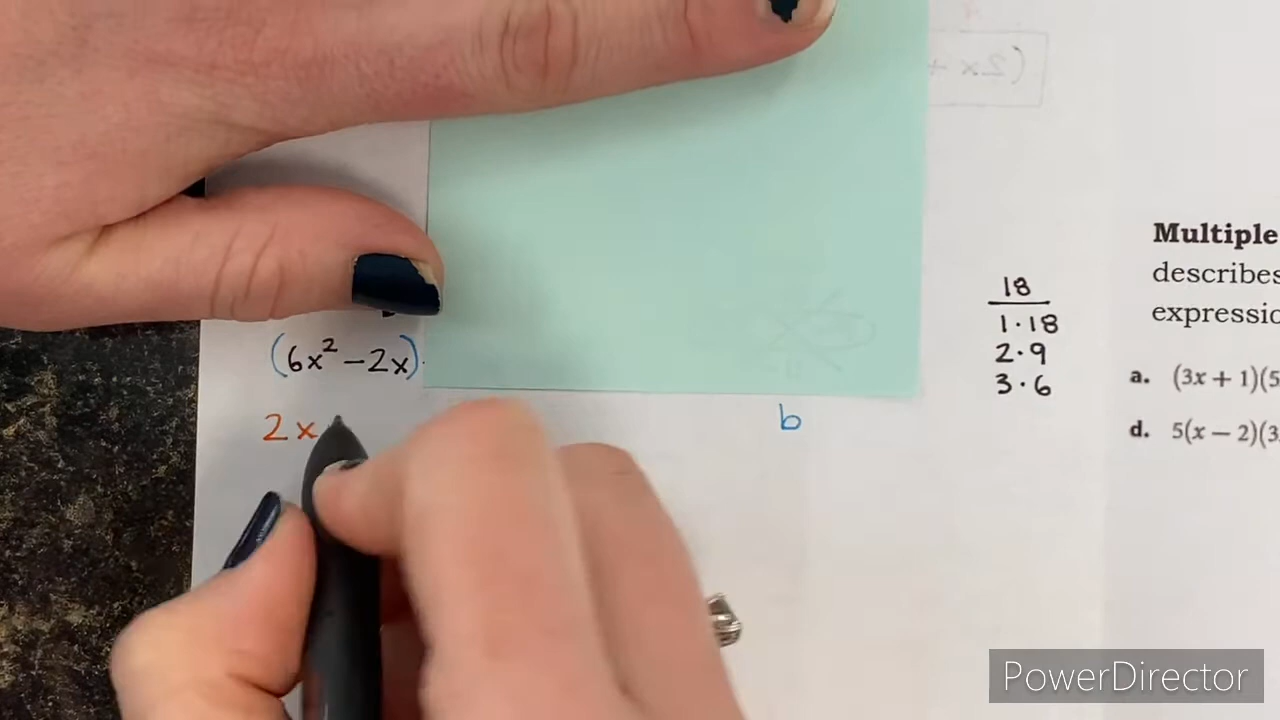 (2x +
(6x² – 2x)
2x
b
18
1·18
2·9
3·6
Multiple
describes
expressio
a. (3x + 1)(5
d. 5(x – 2)(3
PowerDirector